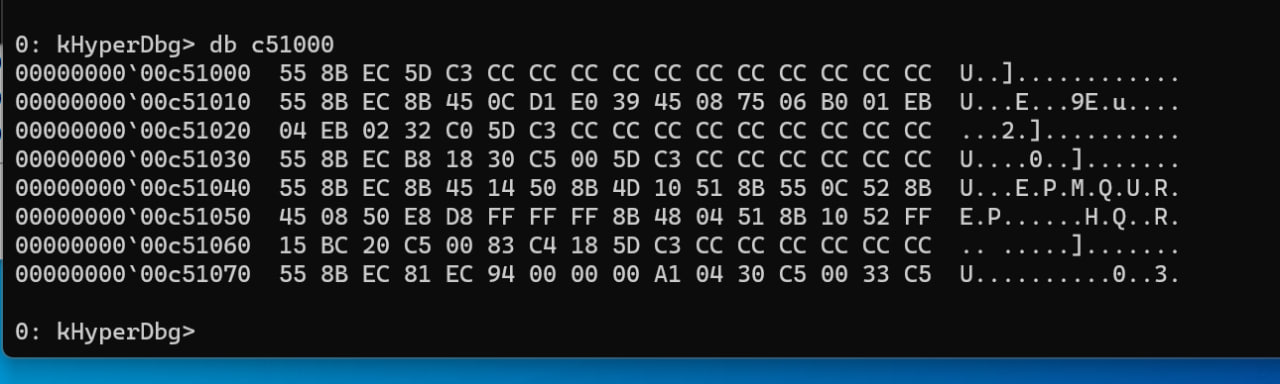 0: kHyperDbg> db c51000
00000000`00c51000  55 8B EC 5D C3 CC CC CC CC CC CC CC CC CC CC CC  U..]............
00000000`00c51010  55 8B EC 8B 45 0C D1 E0 39 45 08 75 06 B0 01 EB  U...E...9E.u....
00000000`00c51020  04 EB 02 32 C0 5D C3 CC CC CC CC CC CC CC CC CC  ...2.]..........
00000000`00c51030  55 8B EC B8 18 30 C5 00 5D C3 CC CC CC CC CC CC  U....0..].......
00000000`00c51040  55 8B EC 8B 45 14 50 8B 4D 10 51 8B 55 0C 52 8B  U...E.P.M.Q.U.R.
00000000`00c51050  45 08 50 E8 D8 FF FF FF 8B 48 04 51 8B 10 52 FF  E.P......H.Q..R.
00000000`00c51060  15 BC 20 C5 00 83 C4 18 5D C3 CC CC CC CC CC CC  .. .....].......
00000000`00c51070  55 8B EC 81 EC 94 00 00 00 A1 04 30 C5 00 33 C5  U..........0..3.
0: kHyperDbg>